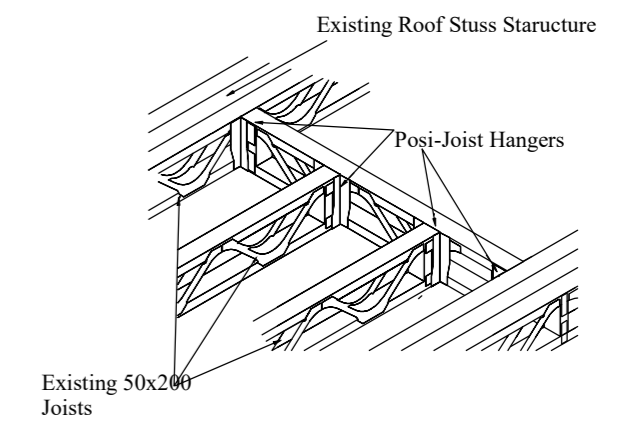 Existing Roof Stuss Staructure
Posi-Joist Hangers
Existing 50x200
Joists